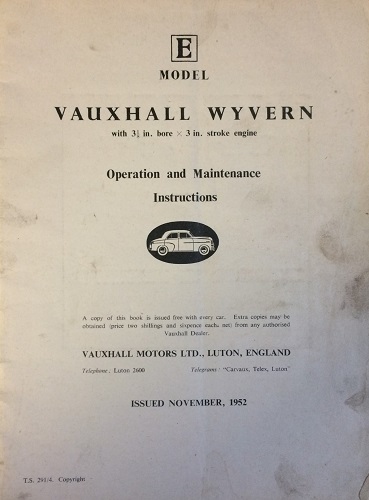 E
MODEL
VAUXHALL WYVERN
with 3⅛ in. bore × 3 in. stroke engine
Operation and Maintenance
Instructions
A copy of this book is issued free with every car. Extra copies may be
obtained (price two shillings and sixpence each, net) from any authorised
Vauxhall Dealer.
VAUXHALL MOTORS LTD., LUTON, ENGLAND
Telephone, Luton 2600 Telegrams: "Carvaux, Telex, Luton"
ISSUED NOVEMBER, 1952
T.S. 291/4. Copyright